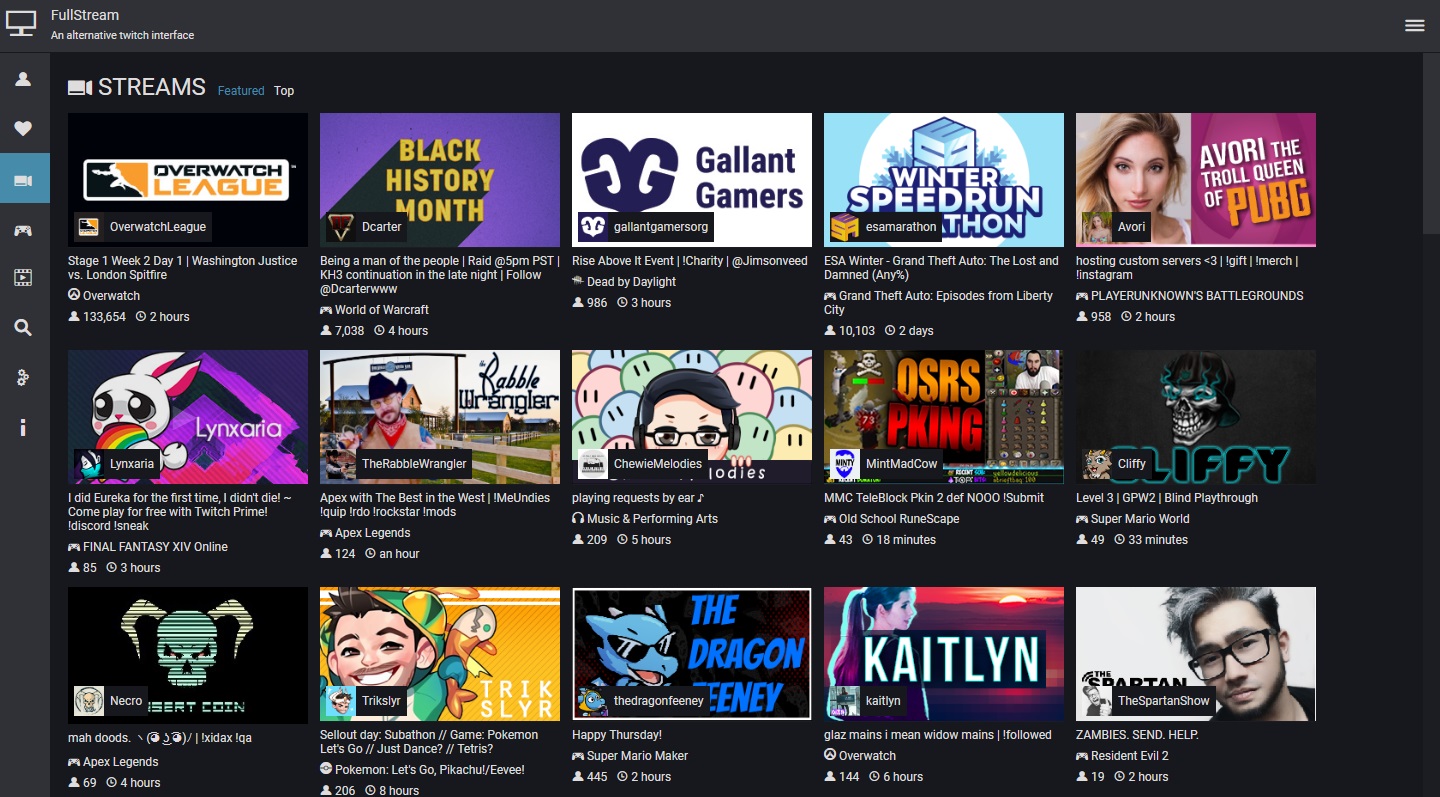 FullStream
An alternative twitch interface
STREAMS Featured Top
OVERWATCH
LEAGUE
OverwatchLeague
Stage 1 Week 2 Day 1 | Washington Justice
vs. London Spitfire
Overwatch
133,654 2 hours
BLACK
HISTORY
MONTH
Dcarter
Being a man of the people | Raid @5pm PST |
KH3 continuation in the late night | Follow
@Dcarterwww
World of Warcraft
7,038 4 hours
Gallant
Gamers
gallantgamersorg
Rise Above It Event | !Charity | @Jimsonveed
Dead by Daylight
986 3 hours
WINTER
SPEEDRUN
THON
esamarathon
ESA Winter - Grand Theft Auto: The Lost and
Damned (Any%)
Grand Theft Auto: Episodes from Liberty
City
10,103 2 days
AVORI THE
TROLL QUEEN
OF PUBG
Avori
hosting custom servers <3 | !gift | !merch |
!instagram
PLAYERUNKNOWN'S BATTLEGROUNDS
958 2 hours
Lynxaria
Lynxaria
I did Eureka for the first time, I didn't die! ~
Come play for free with Twitch Prime!
!discord !sneak
FINAL FANTASY XIV Online
85 3 hours
the Rabble
Wrangler
TheRabbleWrangler
Apex with The Best in the West | !MeUndies
!quip !rdo !rockstar !mods
Apex Legends
124 an hour
lodies
ChewieMelodies
playing requests by ear ♪
Music & Performing Arts
209 5 hours
OSRS
PKING
73
MINTY
MintMadCow
MMC TeleBlock Pkin 2 def NOOO !Submit
Old School RuneScape
43 18 minutes
CLIFFY
Cliffy
Level 3 | GPW2 | Blind Playthrough
Super Mario World
49 33 minutes
NSERT COIN
Necro
mah doods. ヽ(͡◕ ͜ʖ ͡◕)ﾉ | !xidax !qa
Apex Legends
69 4 hours
TRIK
SLYR
Trikslyr
Sellout day: Subathon // Game: Pokemon
Let's Go // Just Dance? // Tetris?
Pokemon: Let's Go, Pikachu!/Eevee!
206 8 hours
THE
DRAGON
FEENEY
thedragonfeeney
Happy Thursday!
Super Mario Maker
445 2 hours
KAITLYN
kaitlyn
glaz mains i mean widow mains | !followed
Overwatch
144 6 hours
THE
SPARTAN
TheSpartanShow
ZAMBIES. SEND. HELP.
Resident Evil 2
19 2 hours